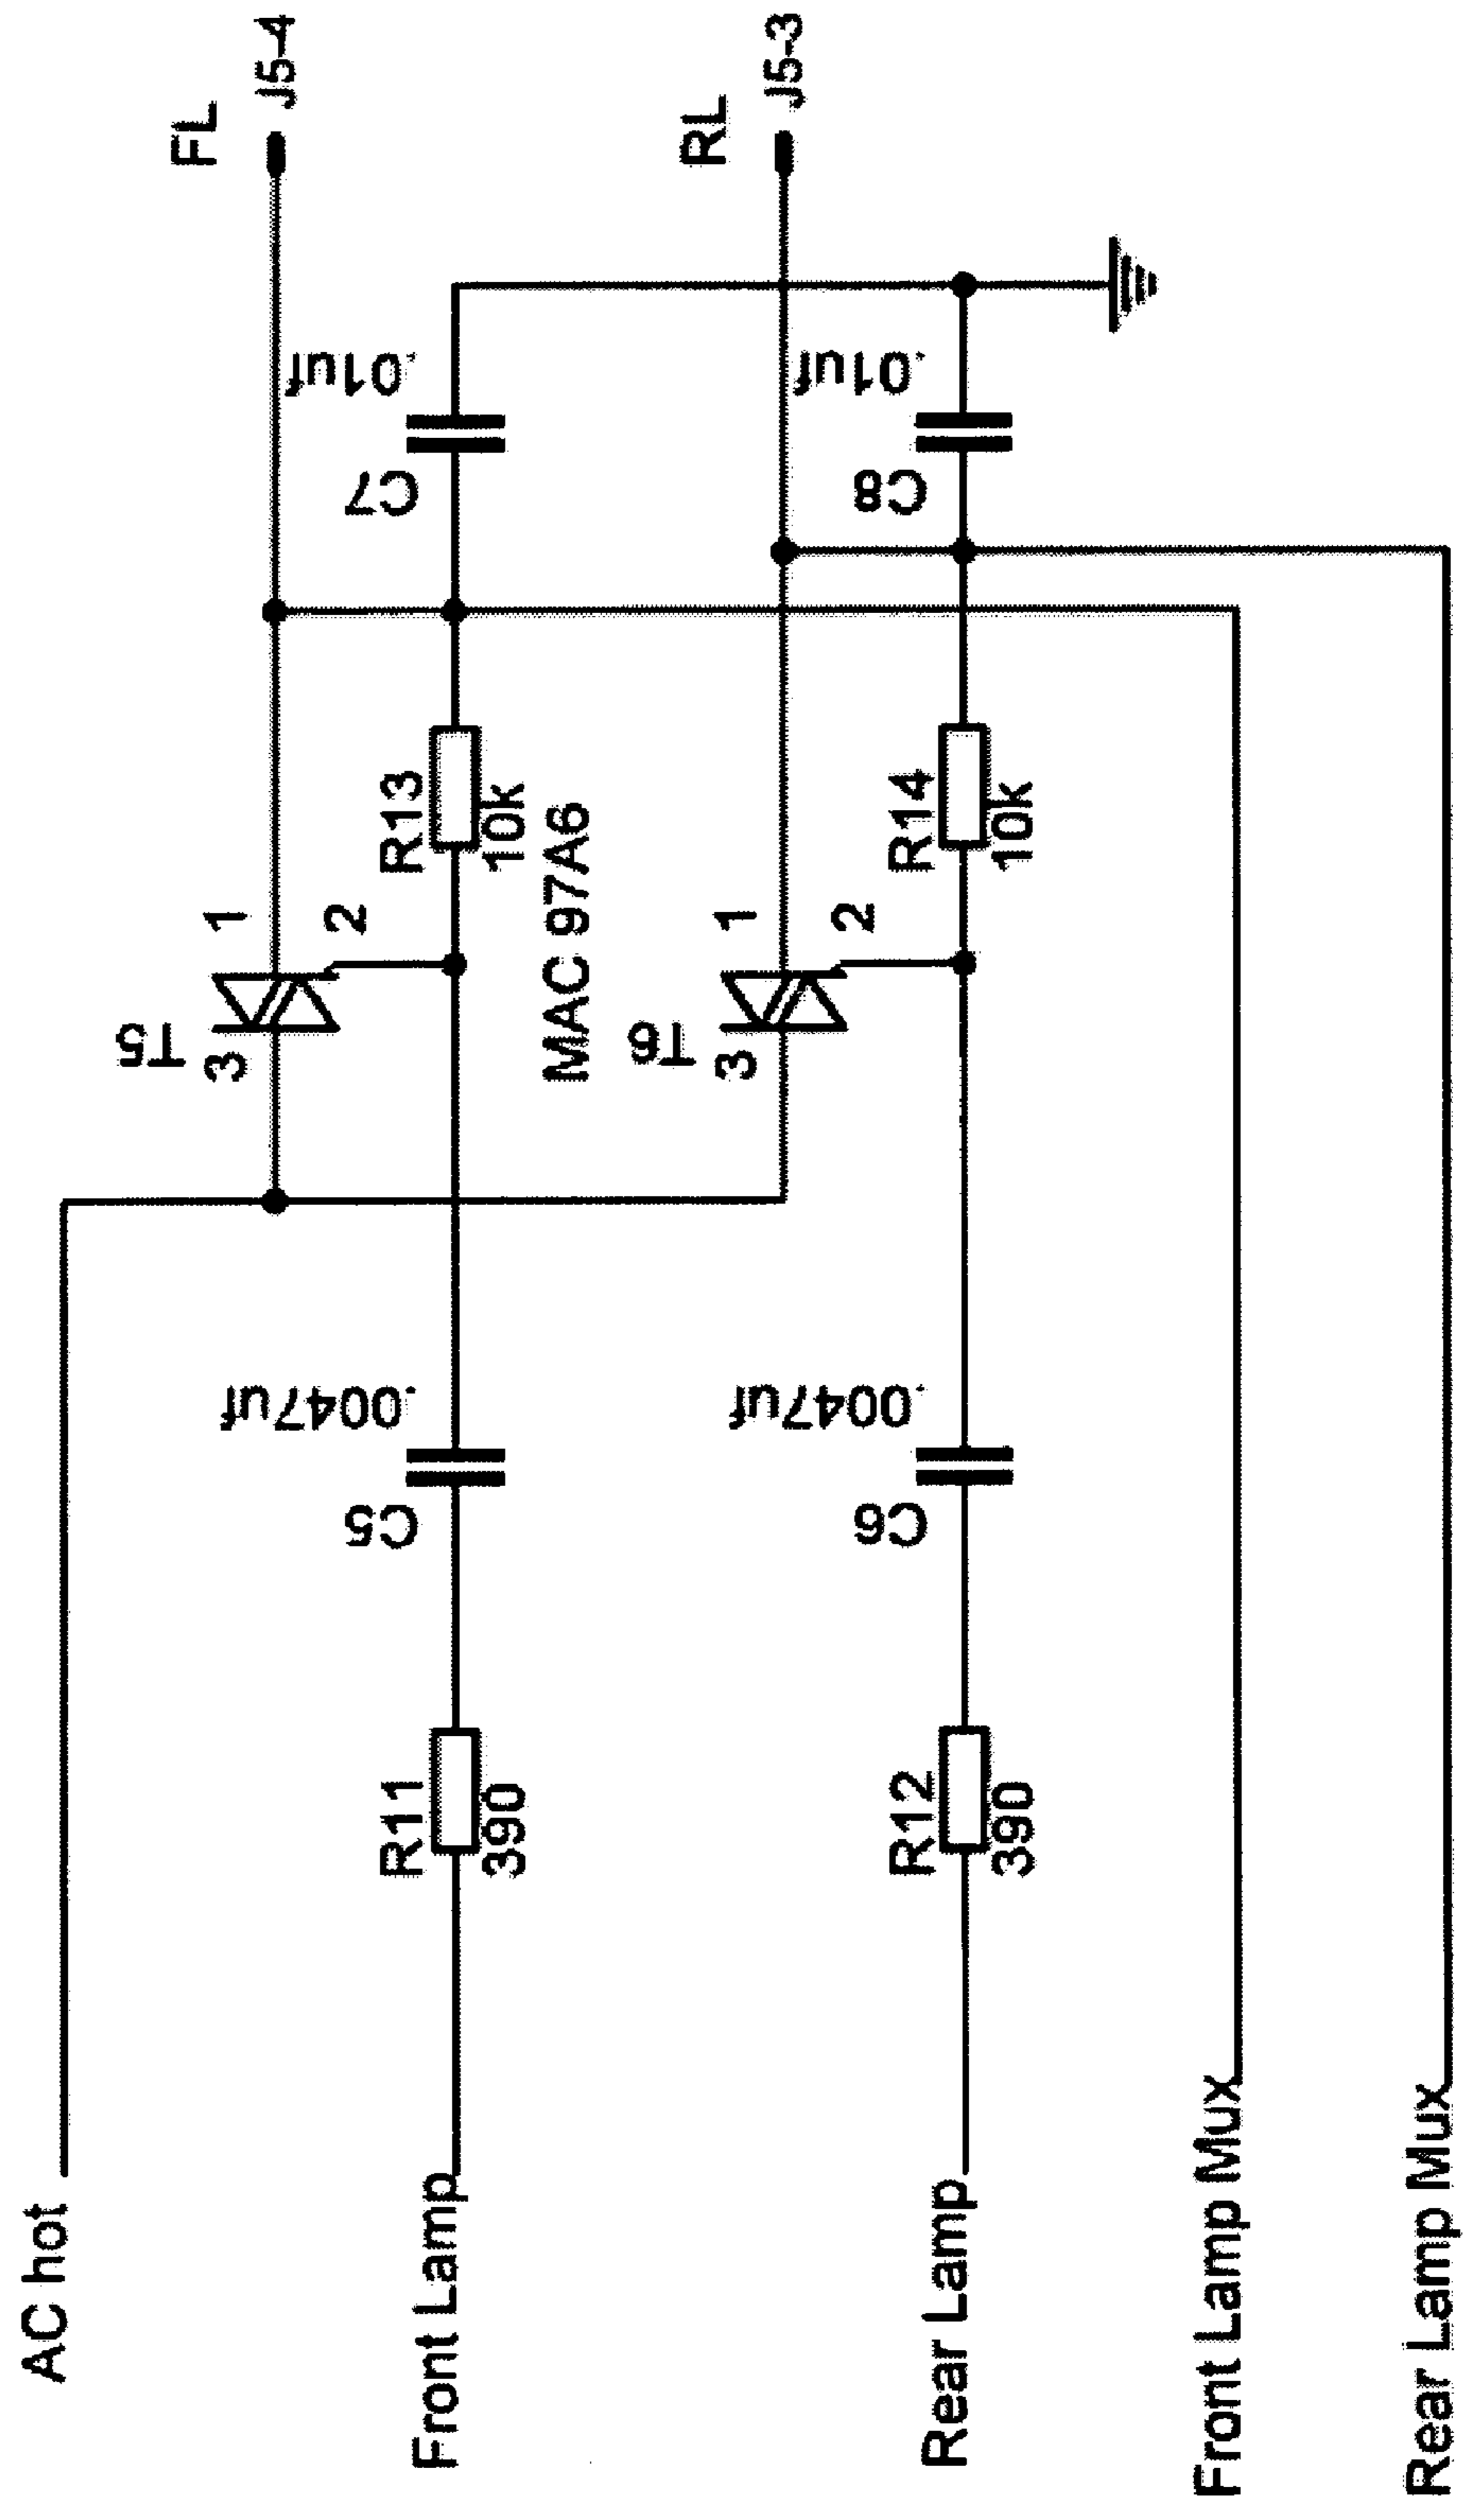 AC hot
T5
3
1
2
FL
J5-4
Front Lamp
R11
390
C5
.0047uf
R13
10k
C7
.01uf
MAC 97A6
T6
3
1
2
RL
J5-3
Rear Lamp
R12
390
C6
.0047uf
R14
10k
C8
.01uf
Front Lamp Mux
Rear Lamp Mux